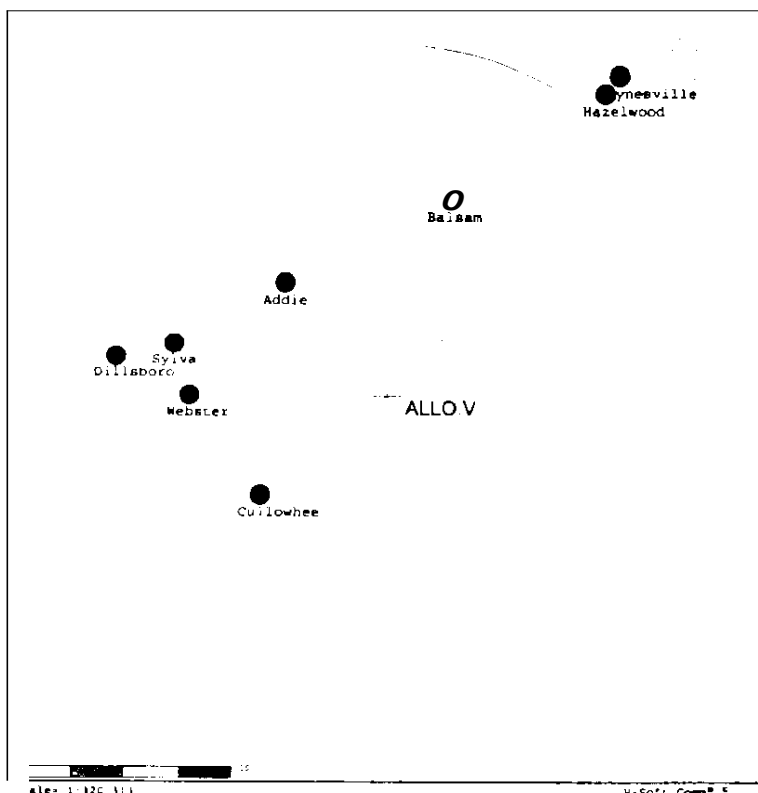 ynesville
Hazelwood
Balsam
Addie
Sylva
Dillsboro
Webster
ALLO.V
Cullowhee